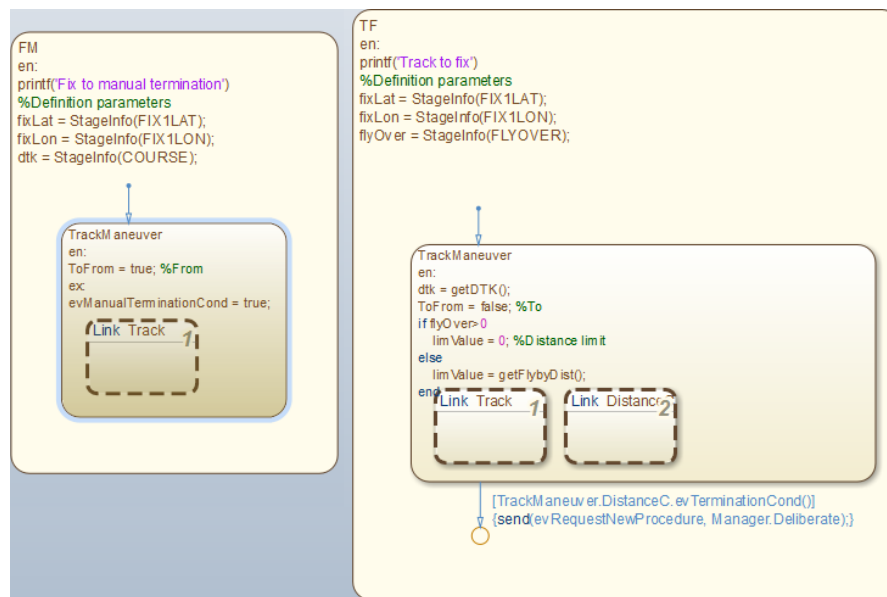 FM
en:
printf('Fix to manual termination')
%Definition parameters
fixLat = StageInfo(FIX1LAT);
fixLon = StageInfo(FIX1LON);
dtk = StageInfo(COURSE);
TrackManeuver
en:
ToFrom = true; %From
ex:
evManualTerminationCond = true;
Link Track
1
TF
en:
printf('Track to fix')
%Definition parameters
fixLat = StageInfo(FIX1LAT);
fixLon = StageInfo(FIX1LON);
flyOver = StageInfo(FLYOVER);
TrackManeuver
en:
dtk = getDTK();
ToFrom = false; %To
if flyOver>0
limValue = 0; %Distance limit
else
limValue = getFlybyDist();
end
Link Track
1
Link Distance
2
[TrackManeuver.DistanceC.evTerminationCond()]
{send(evRequestNewProcedure, Manager.Deliberate);}